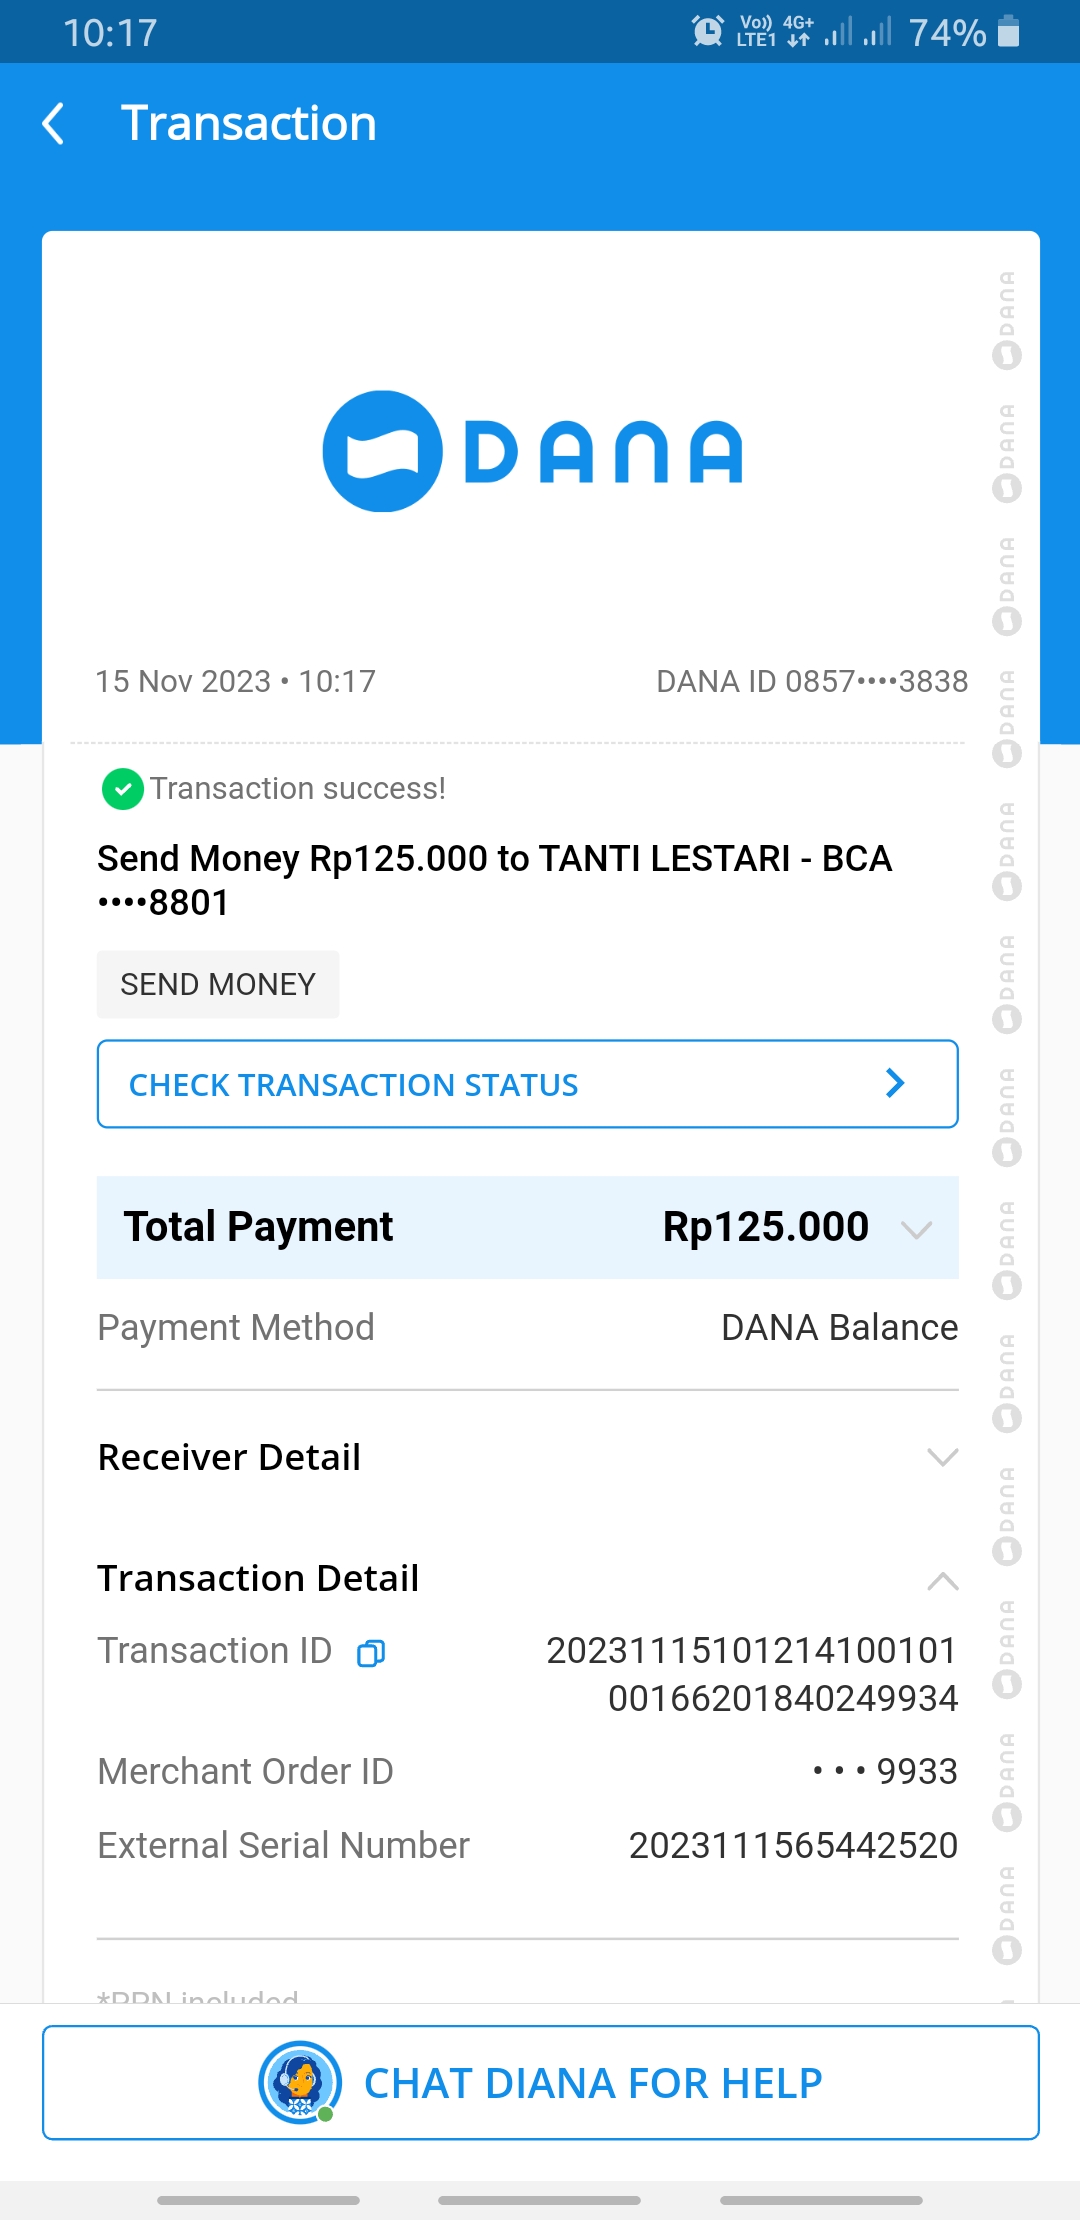 10:17
Vo)) LTE1 4G+ 74%
Transaction
DANA
15 Nov 2023 • 10:17 DANA ID 0857••••3838
Transaction success!
Send Money Rp125.000 to TANTI LESTARI - BCA
••••8801
SEND MONEY
CHECK TRANSACTION STATUS
Total Payment Rp125.000
Payment Method DANA Balance
Receiver Detail
Transaction Detail
Transaction ID 20231115101214100101
00166201840249934
Merchant Order ID • • • 9933
External Serial Number 2023111565442520
*PPN included
CHAT DIANA FOR HELP
DANA
DANA
DANA
DANA
DANA
DANA
DANA
DANA
DANA
DANA
DANA
DANA
DANA